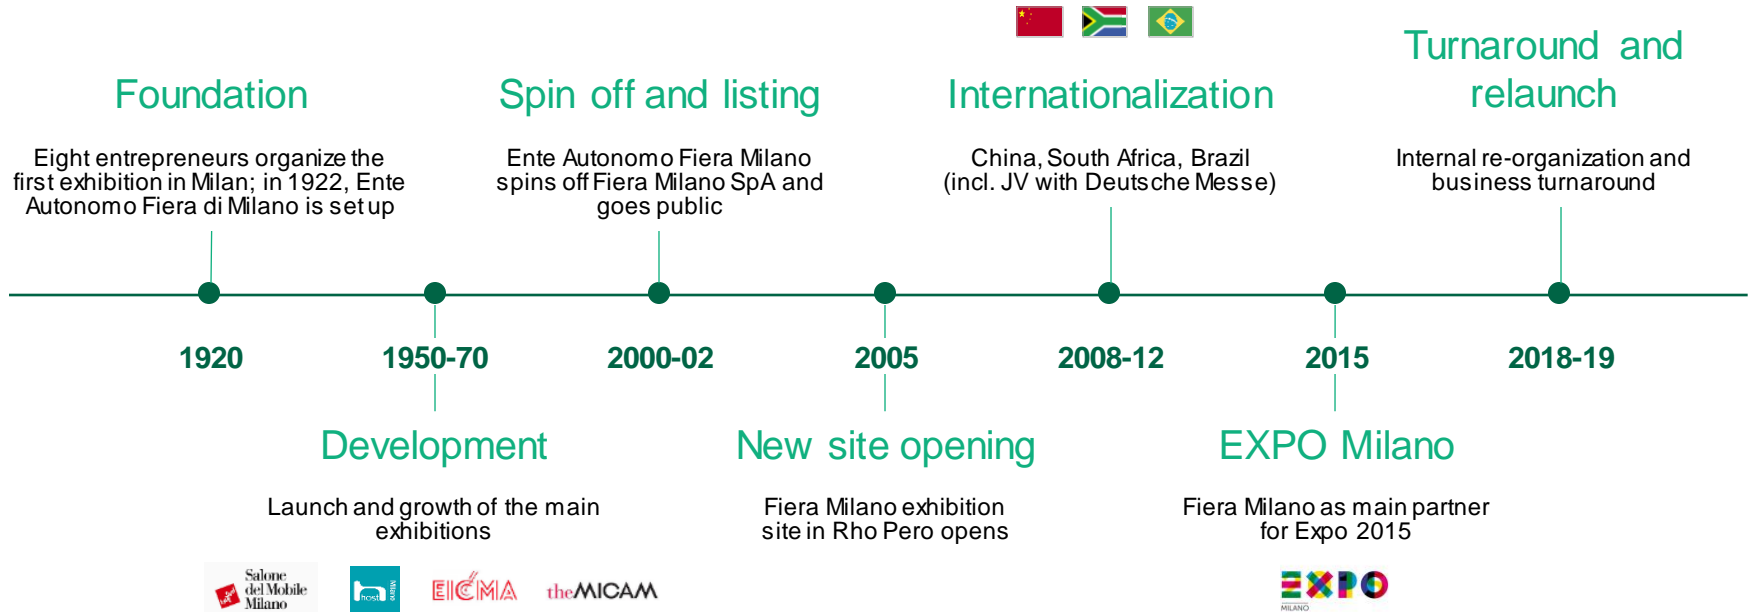 Foundation
Eight entrepreneurs organize the
first exhibition in Milan; in 1922, Ente
Autonomo Fiera di Milano is set up
Spin off and listing
Ente Autonomo Fiera Milano
spins off Fiera Milano SpA and
goes public
Internationalization
China, South Africa, Brazil
(incl. JV with Deutsche Messe)
Turnaround and
relaunch
Internal re-organization and
business turnaround
1920
1950-70
2000-02
2005
2008-12
2015
2018-19
Development
Launch and growth of the main
exhibitions
Salone
del Mobile
Milano
host
Milano
EICMA
theMICAM
New site opening
Fiera Milano exhibition
site in Rho Pero opens
EXPO Milano
Fiera Milano as main partner
for Expo 2015
EXPO
MILANO